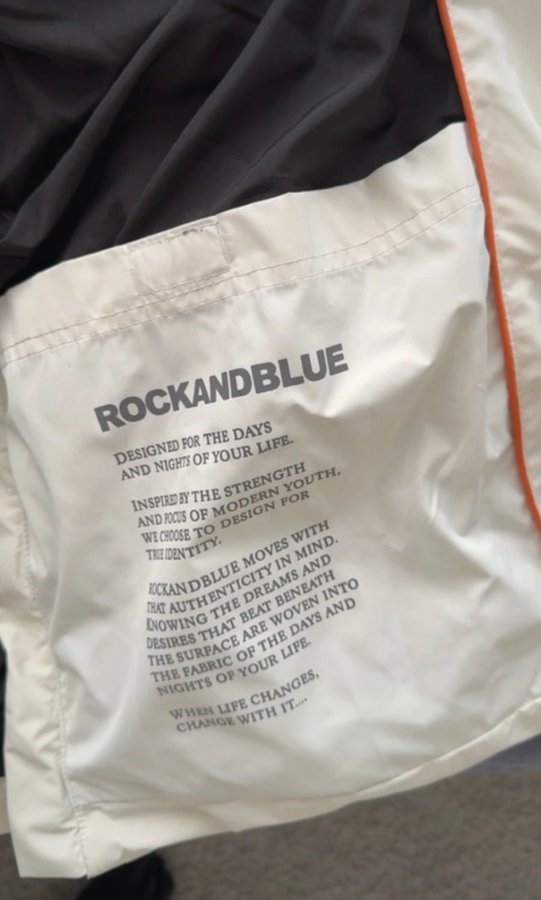 ROCKANDBLUE
DESIGNED FOR THE DAYS
AND NIGHTS OF YOUR LIFE.
INSPIRED BY THE STRENGTH
AND FOCUS OF MODERN YOUTH,
WE CHOOSE TO DESIGN FOR
TRUE IDENTITY.
ROCKANDBLUE MOVES WITH
THAT AUTHENTICITY IN MIND.
KNOWING THE DREAMS AND
DESIRES THAT BEAT BENEATH
THE SURFACE ARE WOVEN INTO
THE FABRIC OF THE DAYS AND
NIGHTS OF YOUR LIFE.
WHEN LIFE CHANGES,
CHANGE WITH IT....